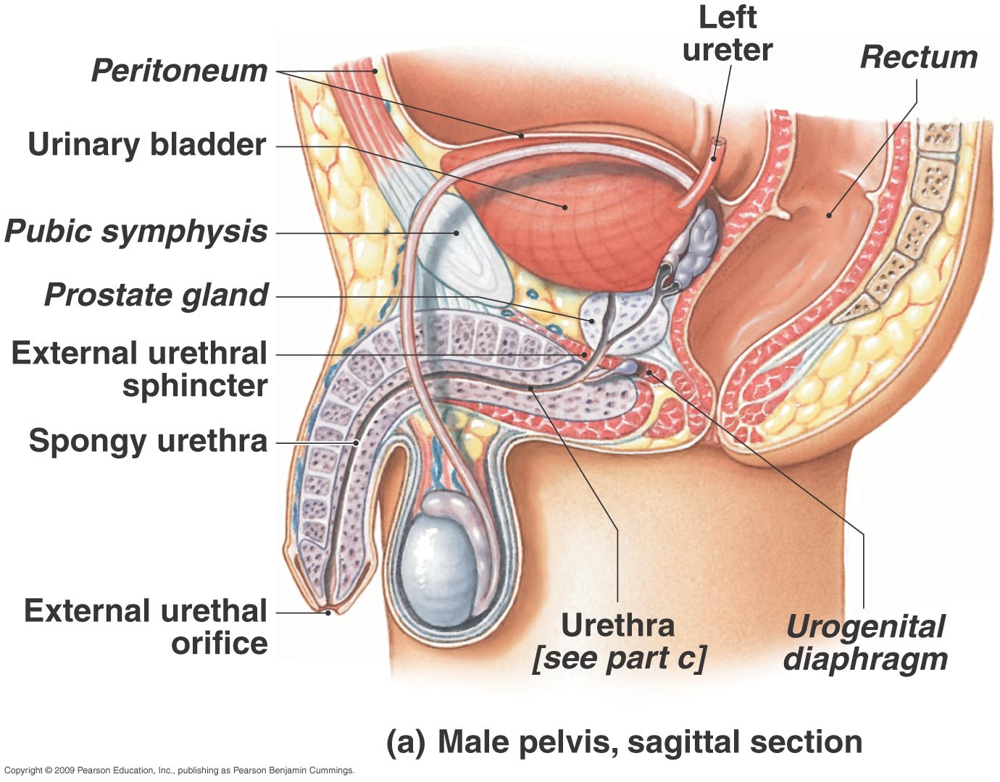 Left
ureter
Rectum
Peritoneum
Urinary bladder
Pubic symphysis
Prostate gland
External urethral
sphincter
Spongy urethra
External urethal
orifice
Urethra
[see part c]
Urogenital
diaphragm
(a) Male pelvis, sagittal section
Copyright © 2009 Pearson Education, Inc., publishing as Pearson Benjamin Cummings.